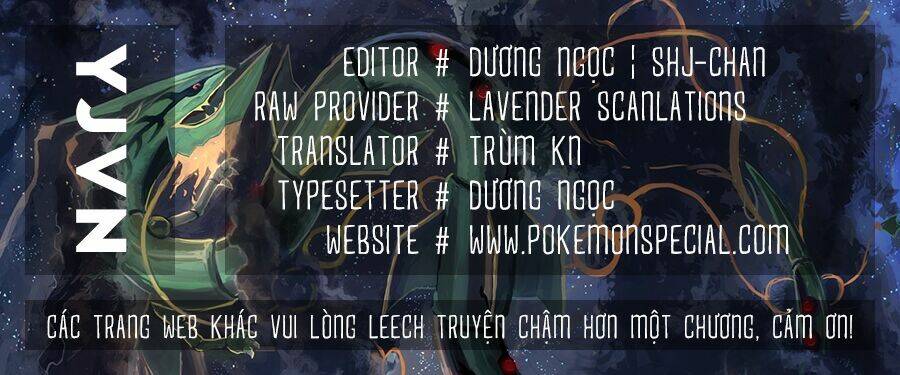 YJVN
EDITOR # DƯƠNG NGỌC ¦ SHJ-CHAN
RAW PROVIDER # LAVENDER SCANLATIONS
TRANSLATOR # TRÙM KN
TYPESETTER # DƯƠNG NGỌC
WEBSITE # WWW.POKEMONSPECIAL.COM
CÁC TRANG WEB KHÁC VUI LÒNG LEECH TRUYỆN CHẬM HƠN MỘT CHƯƠNG, CẢM ƠN!